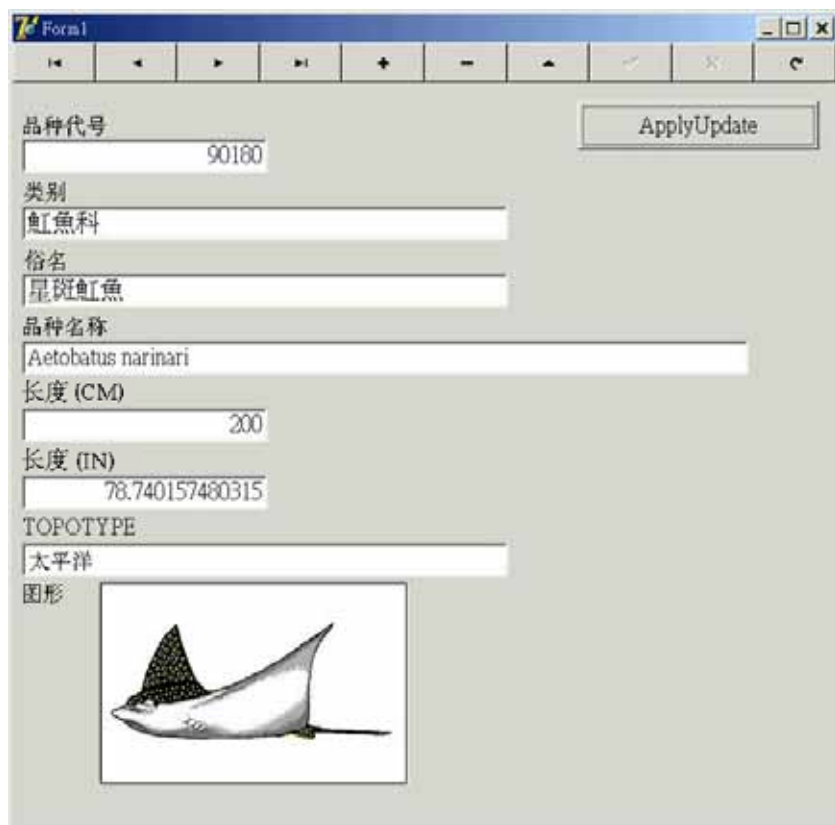 Form1
品种代号
ApplyUpdate
90180
类别
魟魚科
俗名
星斑魟魚
品种名称
Aetobatus narinari
长度 (CM)
200
长度 (IN)
78.740157480315
TOPOTYPE
太平洋
图形